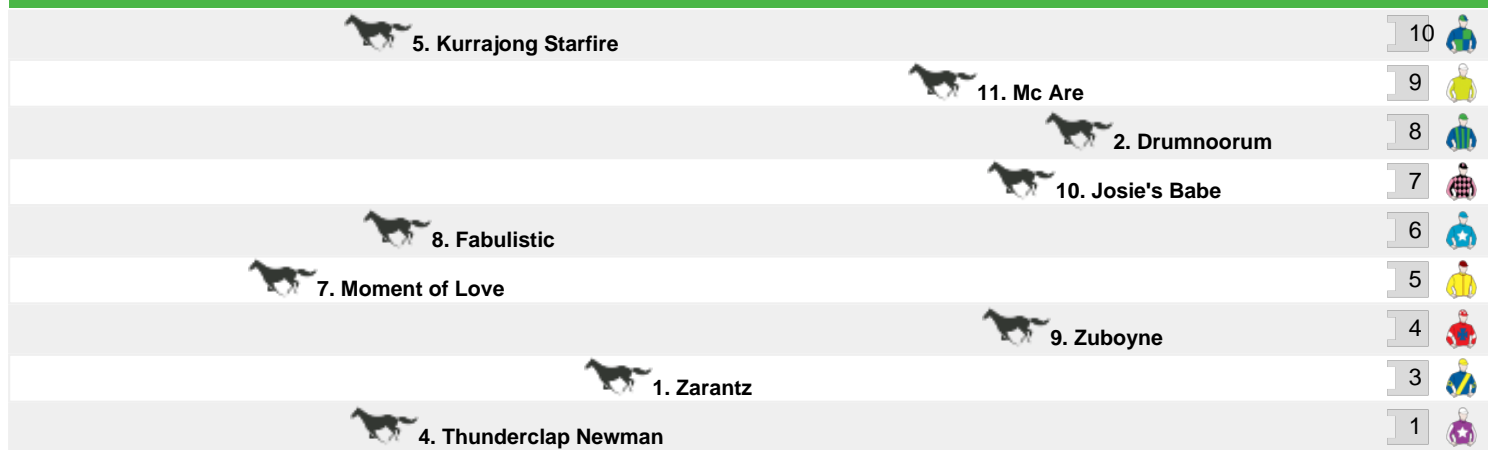 5. Kurrajong Starfire 10
11. Mc Are 9
2. Drumnoorum 8
10. Josie's Babe 7
8. Fabulistic 6
7. Moment of Love 5
9. Zuboyne 4
1. Zarantz 3
4. Thunderclap Newman 1